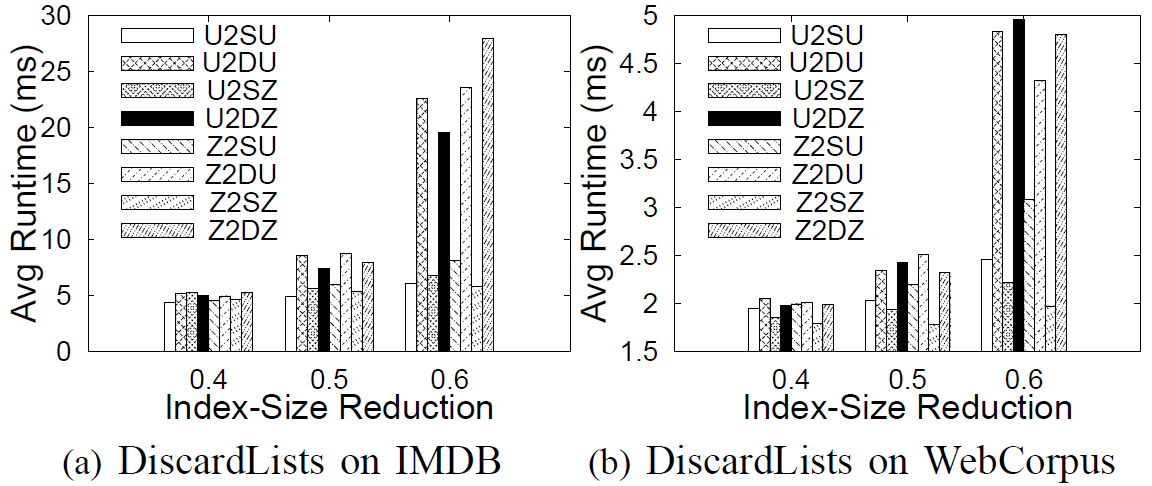 Avg Runtime (ms)
30
25
20
15
10
5
0
U2SU
U2DU
U2SZ
U2DZ
Z2SU
Z2DU
Z2SZ
Z2DZ
0.4 0.5 0.6
Index-Size Reduction
(a) DiscardLists on IMDB
Avg Runtime (ms)
5
4.5
4
3.5
3
2.5
2
1.5
U2SU
U2DU
U2SZ
U2DZ
Z2SU
Z2DU
Z2SZ
Z2DZ
0.4 0.5 0.6
Index-Size Reduction
(b) DiscardLists on WebCorpus